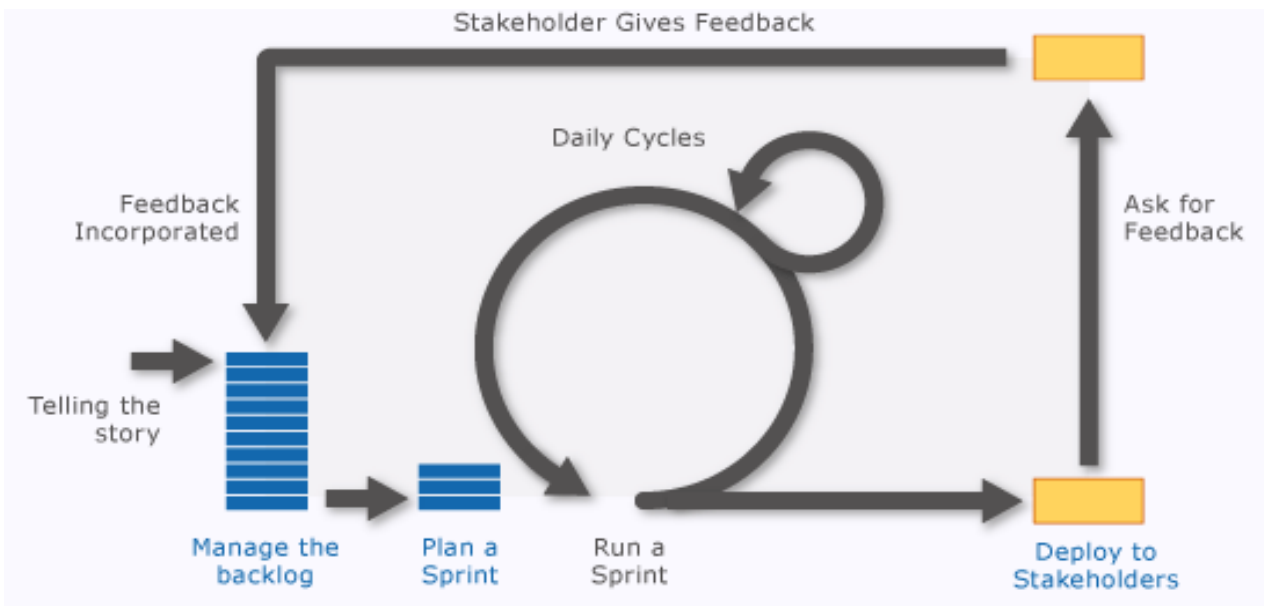 Stakeholder Gives Feedback
Daily Cycles
Feedback
Incorporated
Ask for
Feedback
Telling the
story
Manage the
backlog
Plan a
Sprint
Run a
Sprint
Deploy to
Stakeholders